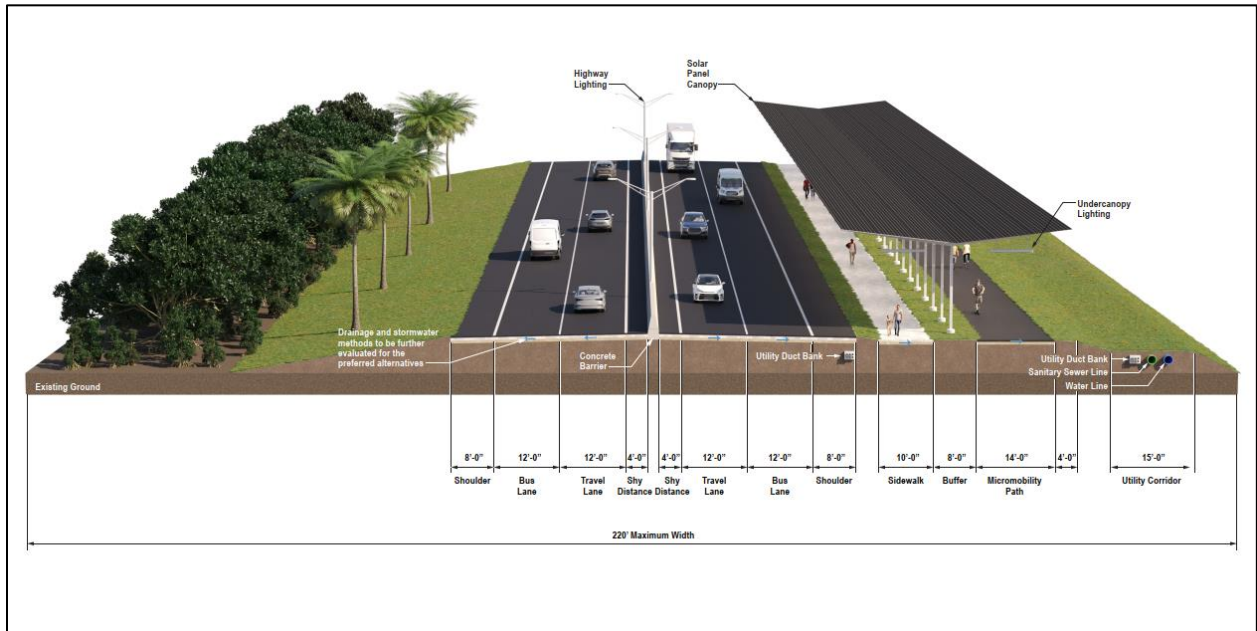 Highway
Lighting
Solar
Panel
Canopy
Undercanopy
Lighting
Drainage and stormwater
methods to be further
evaluated for the
preferred alternatives
Concrete
Barrier
Utility Duct Bank
Utility Duct Bank
Sanitary Sewer Line
Water Line
Existing Ground
8'-0" 12'-0" 12'-0" 4'-0" 4'-0" 12'-0" 12'-0" 8'-0" 10'-0" 8'-0" 14'-0" 4'-0" 15'-0"
Shoulder Bus Travel Shy Shy Travel Bus Shoulder Sidewalk Buffer Micromobility Utility Corridor
Lane Lane Distance Distance Lane Lane Path
220' Maximum Width